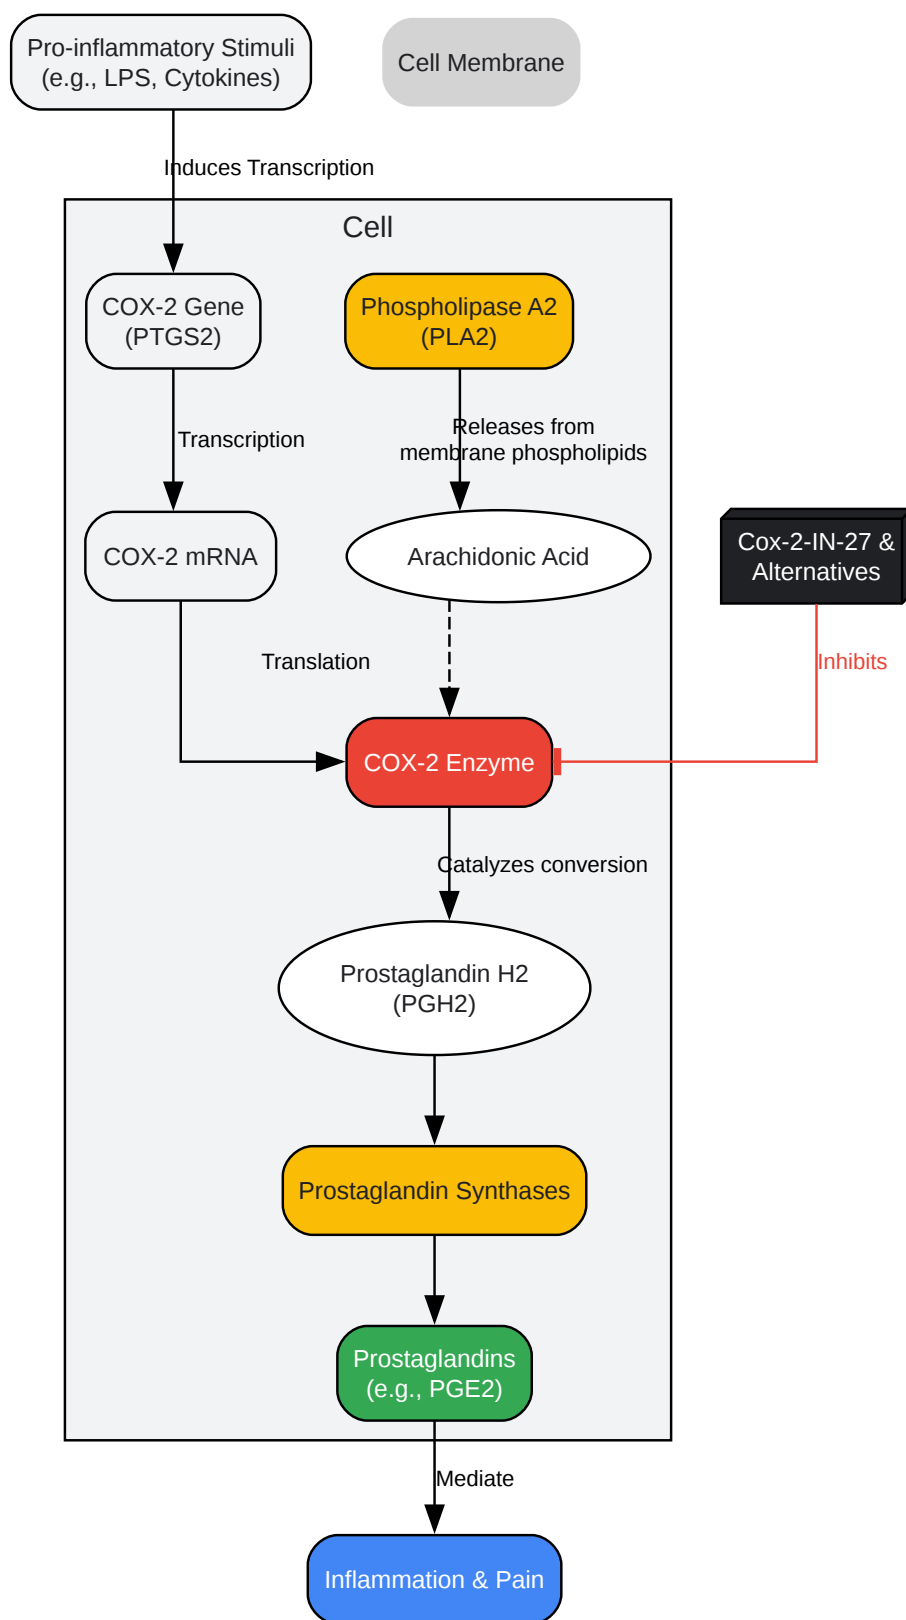 Pro-inflammatory Stimuli
(e.g., LPS, Cytokines)
Cell Membrane
Induces Transcription
Cell
COX-2 Gene
(PTGS2)
Phospholipase A2
(PLA2)
Transcription
Releases from
membrane phospholipids
COX-2 mRNA
Arachidonic Acid
Cox-2-IN-27 &
Alternatives
Translation
Inhibits
COX-2 Enzyme
Catalyzes conversion
Prostaglandin H2
(PGH2)
Prostaglandin Synthases
Prostaglandins
(e.g., PGE2)
Mediate
Inflammation & Pain